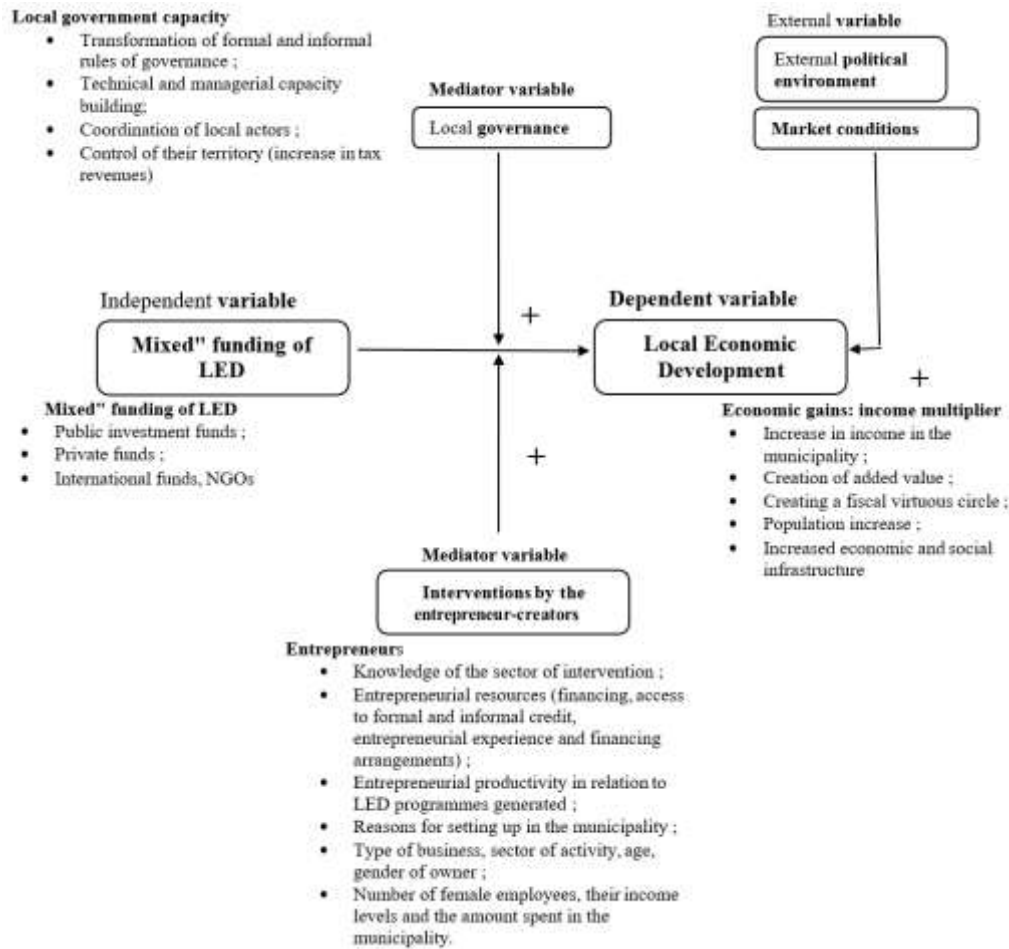 Local government capacity
• Transformation of formal and informal
rules of governance ;
• Technical and managerial capacity
building;
• Coordination of local actors ;
• Control of their territory (increase in tax
revenues)
Mediator variable
Local governance
External variable
External political
environment
Market conditions
Independent variable
Mixed" funding of
LED
+
Dependent variable
Local Economic
Development
+
Mixed" funding of LED
• Public investment funds ;
• Private funds ;
• International funds, NGOs
+
Economic gains: income multiplier
• Increase in income in the
municipality ;
• Creation of added value ;
• Creating a fiscal virtuous circle ;
• Population increase ;
• Increased economic and social
infrastructure
Mediator variable
Interventions by the
entrepreneur-creators
Entrepreneurs
• Knowledge of the sector of intervention ;
• Entrepreneurial resources (financing, access
to formal and informal credit,
entrepreneurial experience and financing
arrangements) ;
• Entrepreneurial productivity in relation to
LED programmes generated ;
• Reasons for setting up in the municipality ;
• Type of business, sector of activity, age,
gender of owner ;
• Number of female employees, their income
levels and the amount spent in the
municipality.